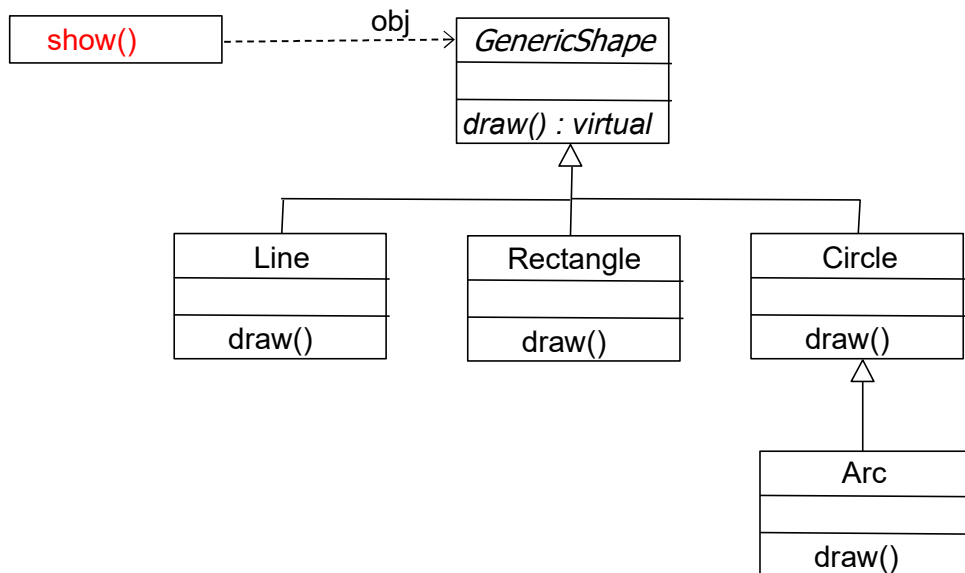 obj
show()
GenericShape
draw() : virtual
Line
Rectangle
Circle
draw()
draw()
draw()
Arc
draw()